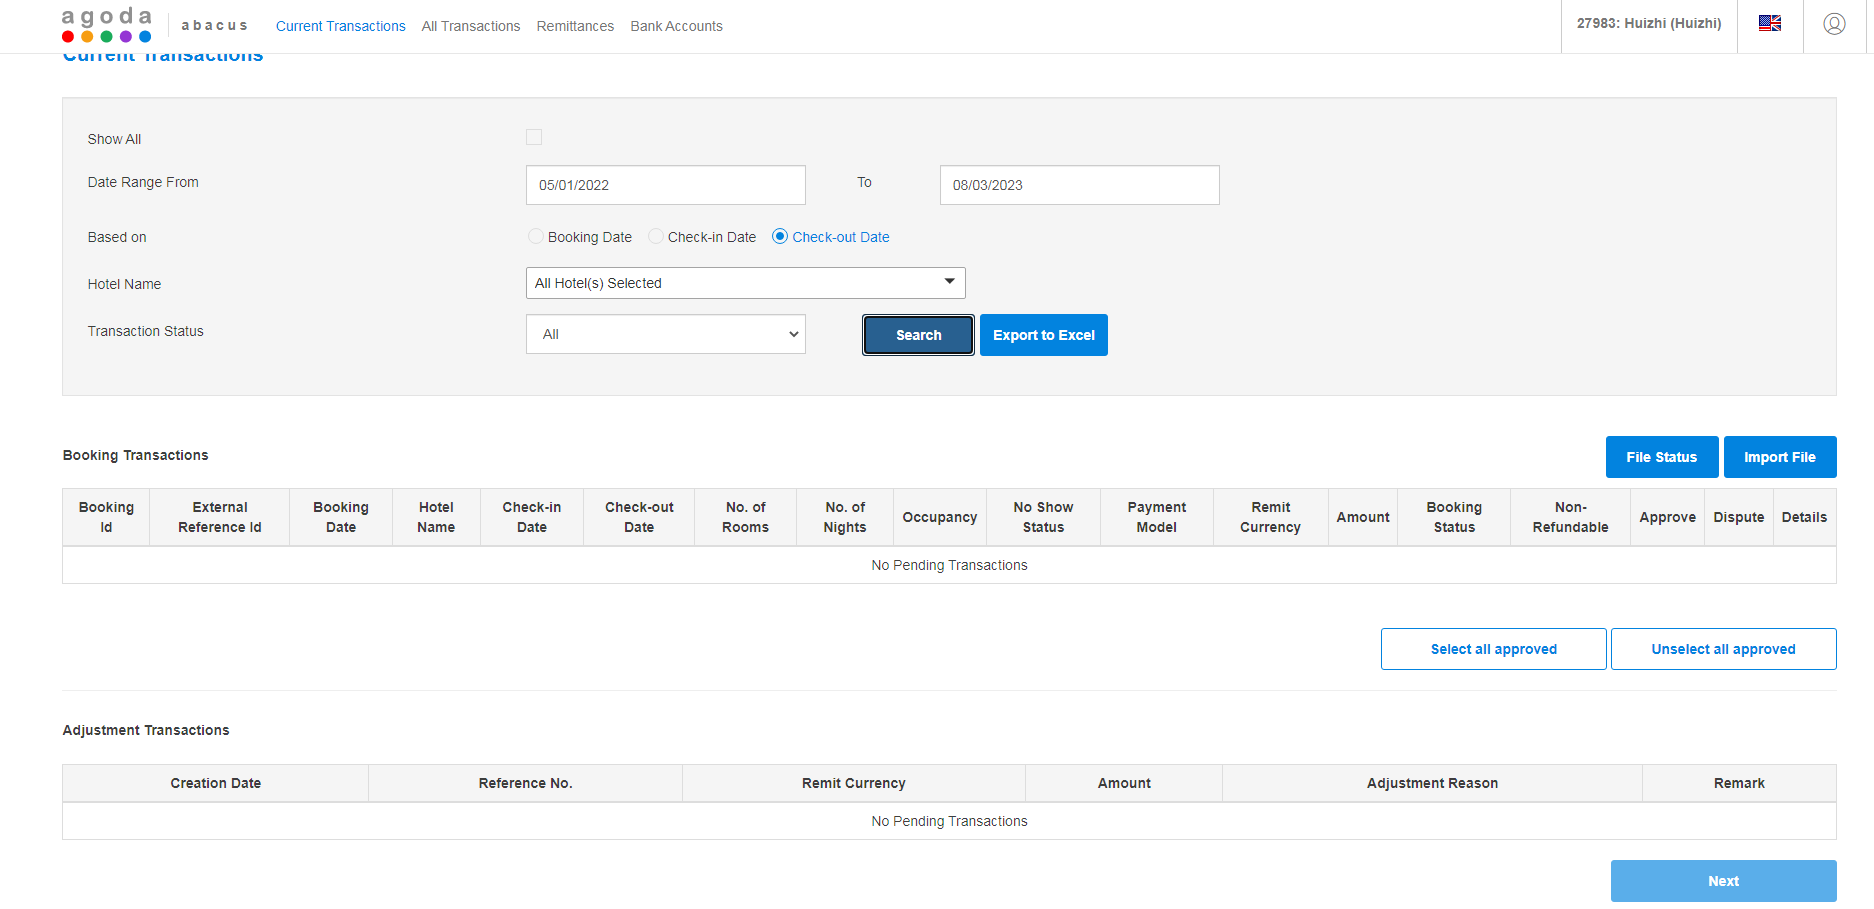 agoda abacus Current Transactions All Transactions Remittances Bank Accounts 27983: Huizhi (Huizhi)
Current Transactions
Show All
Date Range From 05/01/2022 To 08/03/2023
Based on Booking Date Check-in Date Check-out Date
Hotel Name All Hotel(s) Selected
Transaction Status All Search Export to Excel
Booking Transactions File Status Import File
Booking Id External Reference Id Booking Date Hotel Name Check-in Date Check-out Date No. of Rooms No. of Nights Occupancy No Show Status Payment Model Remit Currency Amount Booking Status Non-Refundable Approve Dispute Details
No Pending Transactions
Select all approved Unselect all approved
Adjustment Transactions
Creation Date Reference No. Remit Currency Amount Adjustment Reason Remark
No Pending Transactions
Next